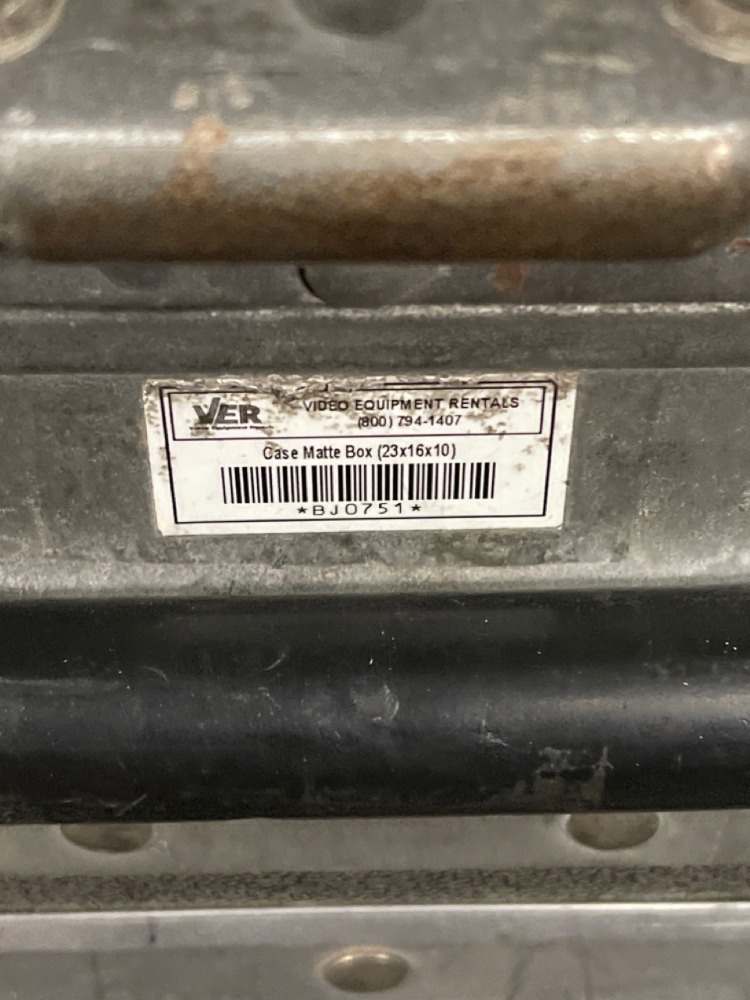 VER
VIDEO EQUIPMENT RENTALS
(800) 794-1407
Case Matte Box (23x16x10)
*BJ0751*